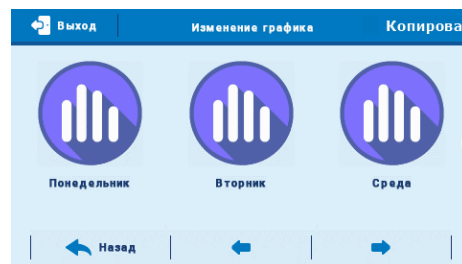 Выход Изменение графика Копирова
Понедельник Вторник Среда
Назад